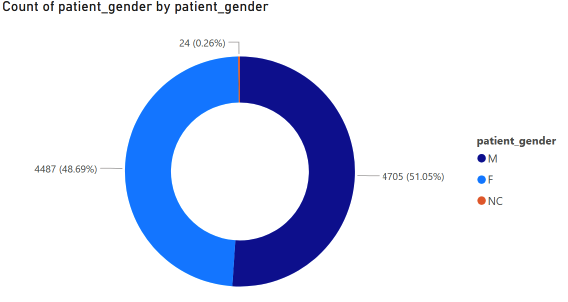 Count of patient_gender by patient_gender
24 (0.26%)
4487 (48.69%)
4705 (51.05%)
patient_gender
M
F
NC